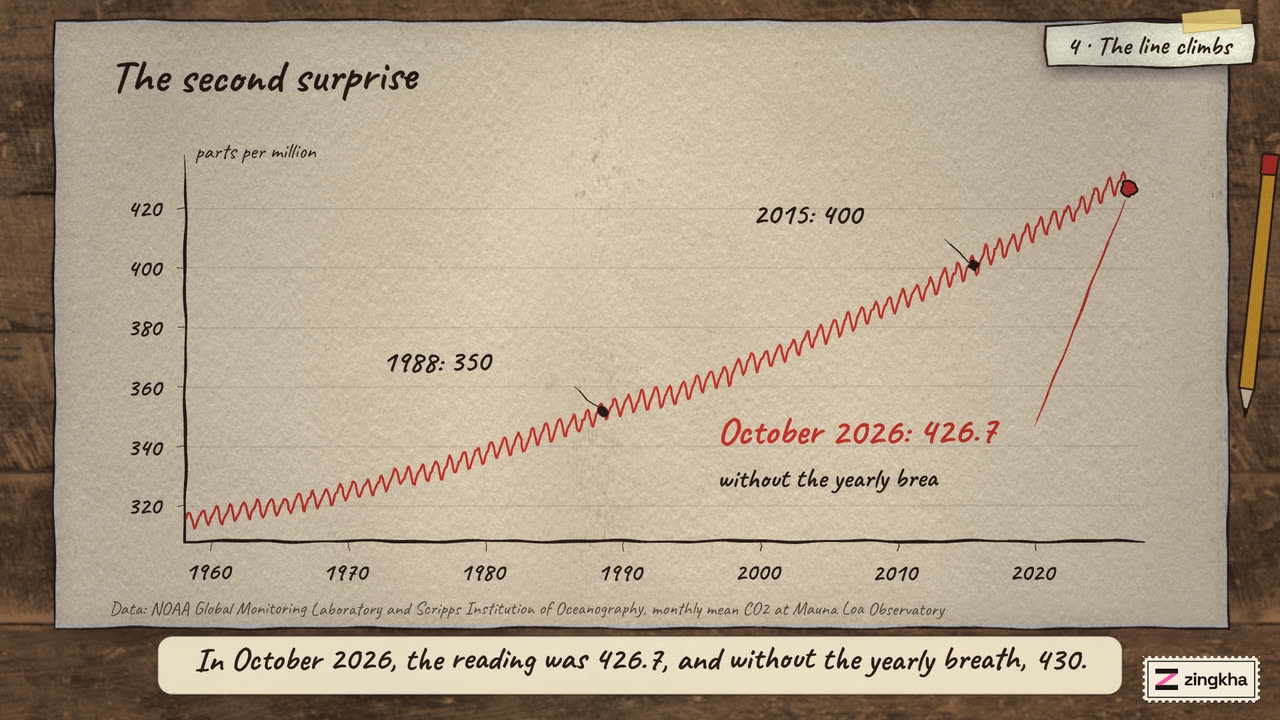 4 · The line climbs
The second surprise
parts per million
420
400
380
360
340
320
2015: 400
1988: 350
October 2026: 426.7
without the yearly brea
1960 1970 1980 1990 2000 2010 2020
Data: NOAA Global Monitoring Laboratory and Scripps Institution of Oceanography, monthly mean CO2 at Mauna Loa Observatory
In October 2026, the reading was 426.7, and without the yearly breath, 430.
zingkha